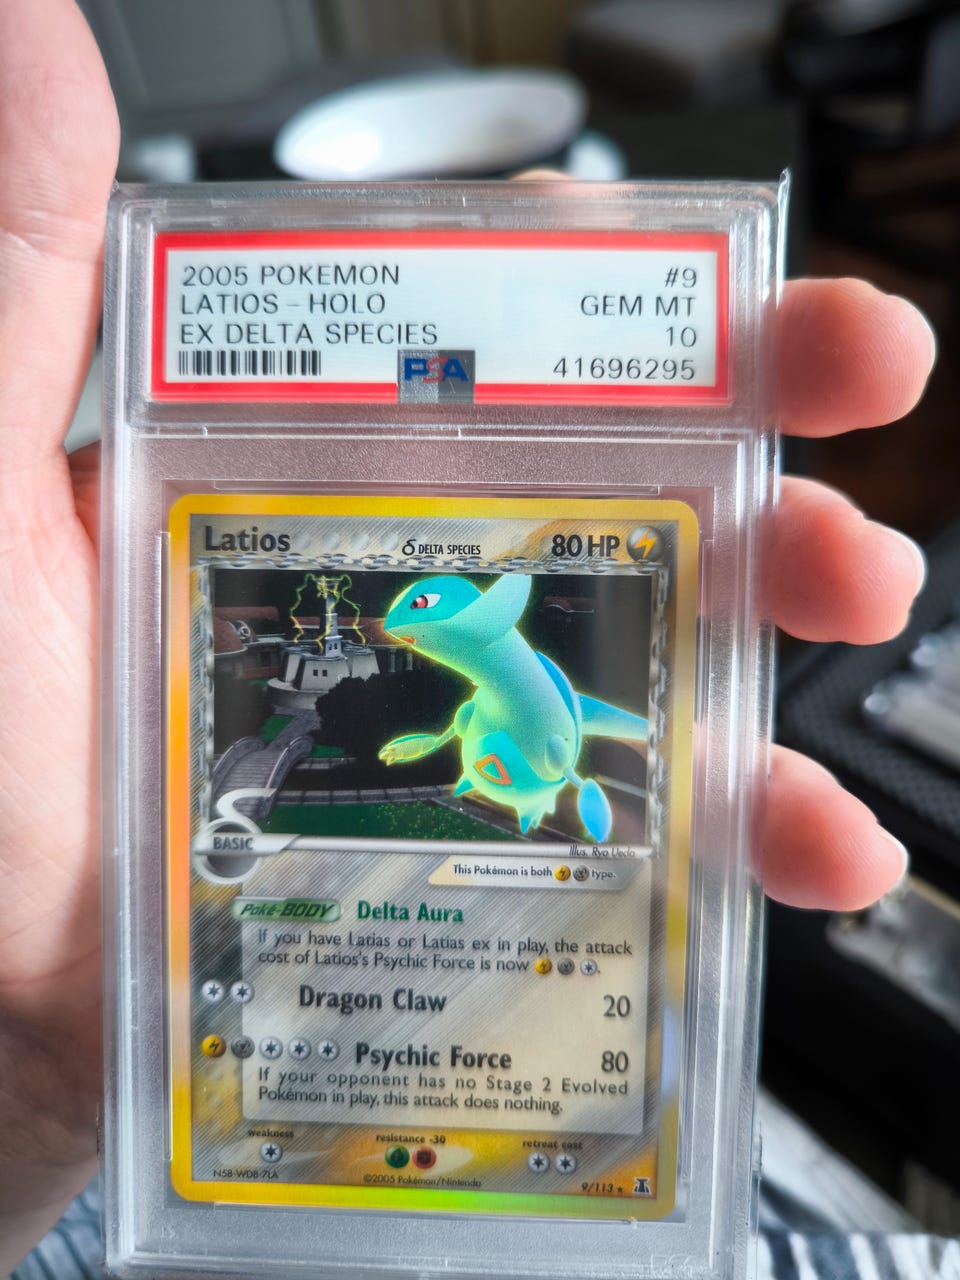 2005 POKEMON #9
LATIOS - HOLO GEM MT
EX DELTA SPECIES 10
PSA 41696295
Latios δ DELTA SPECIES 80 HP
BASIC
Illus. Ryo Ueda
This Pokémon is both type.
Poké-BODY Delta Aura
If you have Latias or Latias ex in play, the attack
cost of Latios's Psychic Force is now .
Dragon Claw 20
Psychic Force 80
If your opponent has no Stage 2 Evolved
Pokémon in play, this attack does nothing.
weakness resistance -30 retreat cost
N5B-WDB-7LA ©2005 Pokémon/Nintendo 9/113 ★